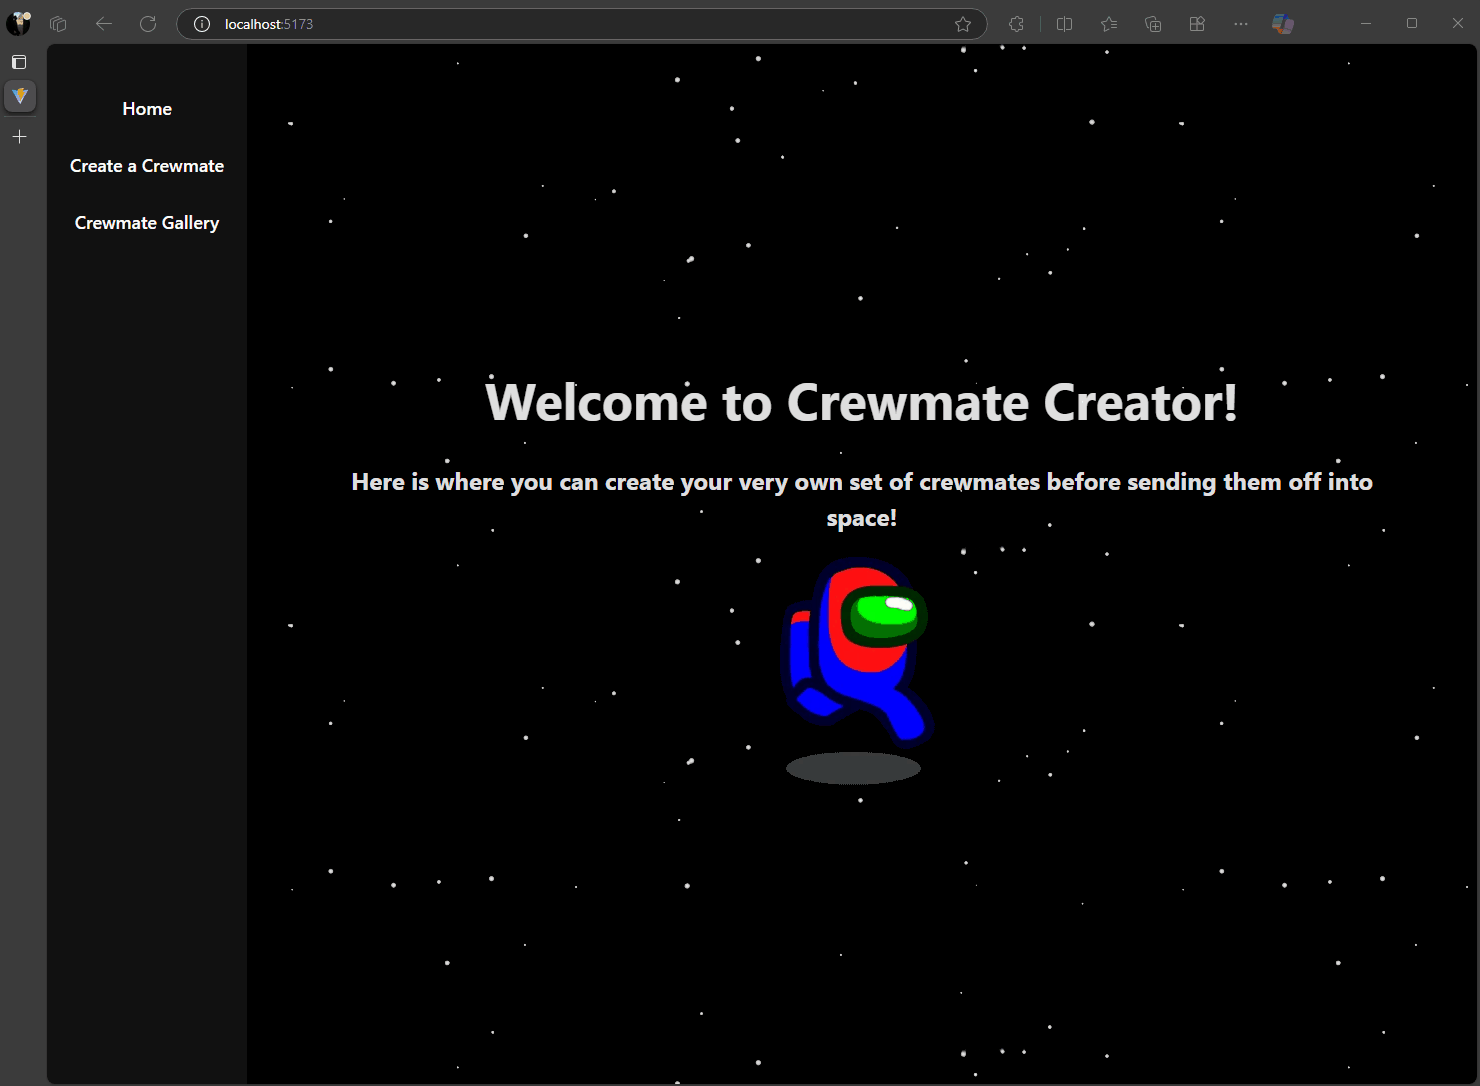 localhost:5173
Home
Create a Crewmate
Crewmate Gallery
Welcome to Crewmate Creator!
Here is where you can create your very own set of crewmates before sending them off into
space!